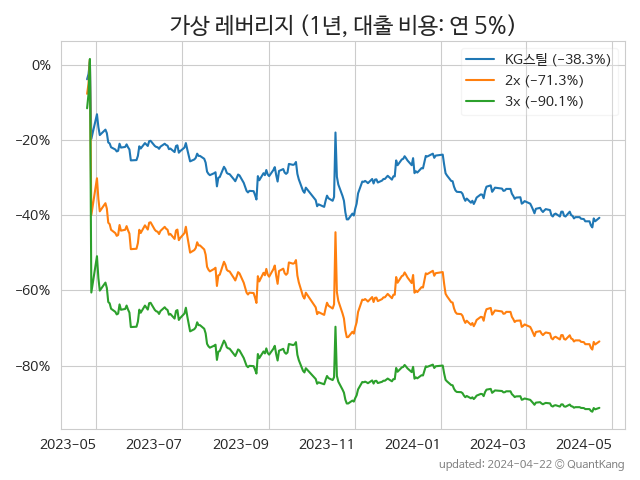 가상 레버리지 (1년, 대출 비용: 연 5%)
KG스틸 (−38.3%)
2x (−71.3%)
3x (−90.1%)
0%
−20%
−40%
−60%
−80%
2023−05 2023−07 2023−09 2023−11 2024−01 2024−03 2024−05
updated: 2024−04−22 © QuantKang